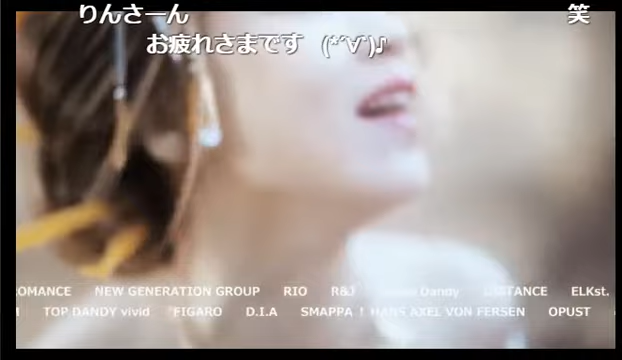 りんさーん 笑
お疲れさまです (*'∀`)♪
ROMANCE NEW GENERATION GROUP RIO R&J Dandy DISTANCE ELKst.
TOP DANDY vivid FIGARO D.I.A SMAPPA! HANS AXEL VON FERSEN OPUST